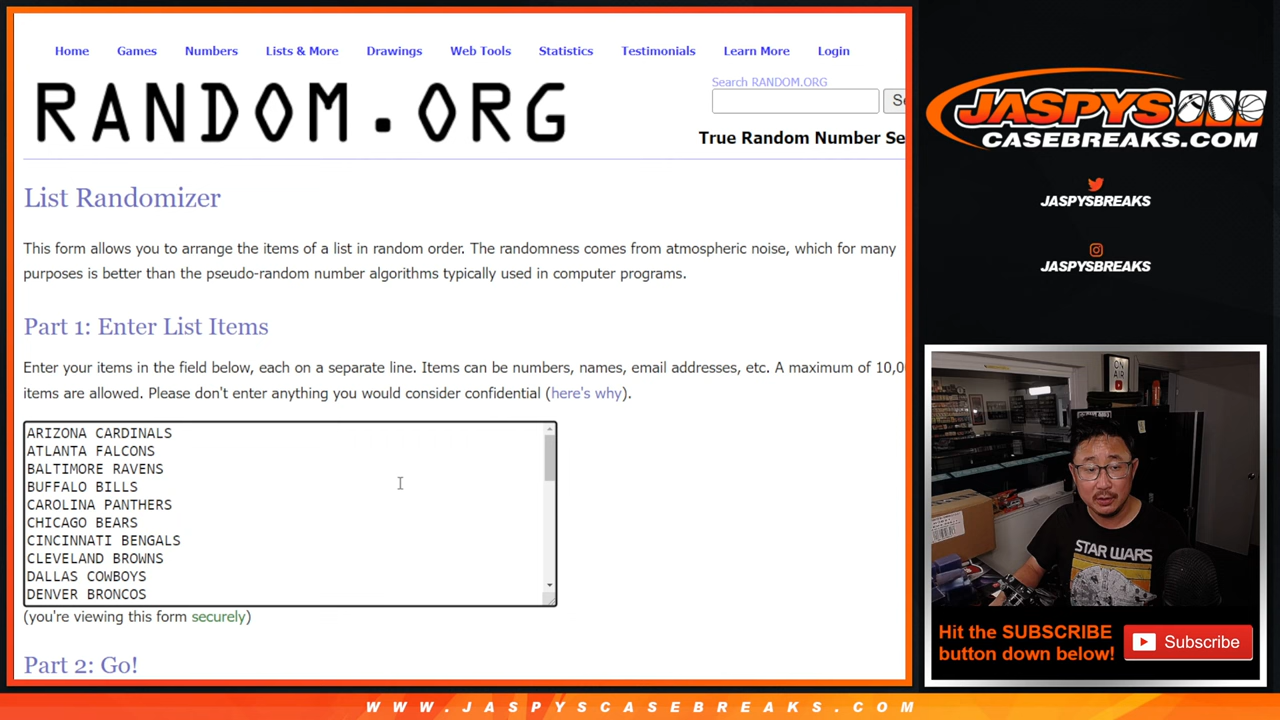 Home Games Numbers Lists & More Drawings Web Tools Statistics Testimonials Learn More Login
Search RANDOM.ORG
RANDOM.ORG
True Random Number Se
List Randomizer
This form allows you to arrange the items of a list in random order. The randomness comes from atmospheric noise, which for many
purposes is better than the pseudo-random number algorithms typically used in computer programs.
Part 1: Enter List Items
Enter your items in the field below, each on a separate line. Items can be numbers, names, email addresses, etc. A maximum of 10,0
items are allowed. Please don't enter anything you would consider confidential (here's why).
ARIZONA CARDINALS
ATLANTA FALCONS
BALTIMORE RAVENS
BUFFALO BILLS
CAROLINA PANTHERS
CHICAGO BEARS
CINCINNATI BENGALS
CLEVELAND BROWNS
DALLAS COWBOYS
DENVER BRONCOS
(you're viewing this form securely)
Part 2: Go!
JASPYS
CASEBREAKS.COM
JASPYSBREAKS
JASPYSBREAKS
ON
AIR
STAR WARS
Hit the SUBSCRIBE
button down below!
Subscribe
WWW.JASPYSCASEBREAKS.COM